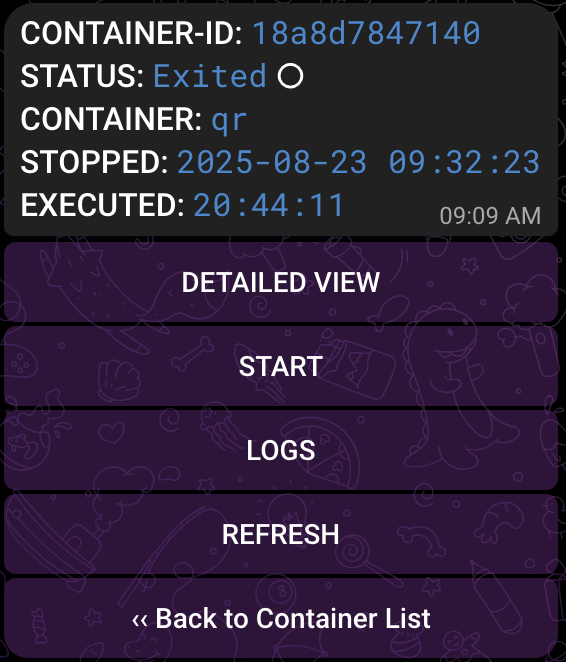 CONTAINER-ID: 18a8d7847140
STATUS: Exited
CONTAINER: qr
STOPPED: 2025-08-23 09:32:23
EXECUTED: 20:44:11
09:09 AM
DETAILED VIEW
START
LOGS
REFRESH
‹‹ Back to Container List